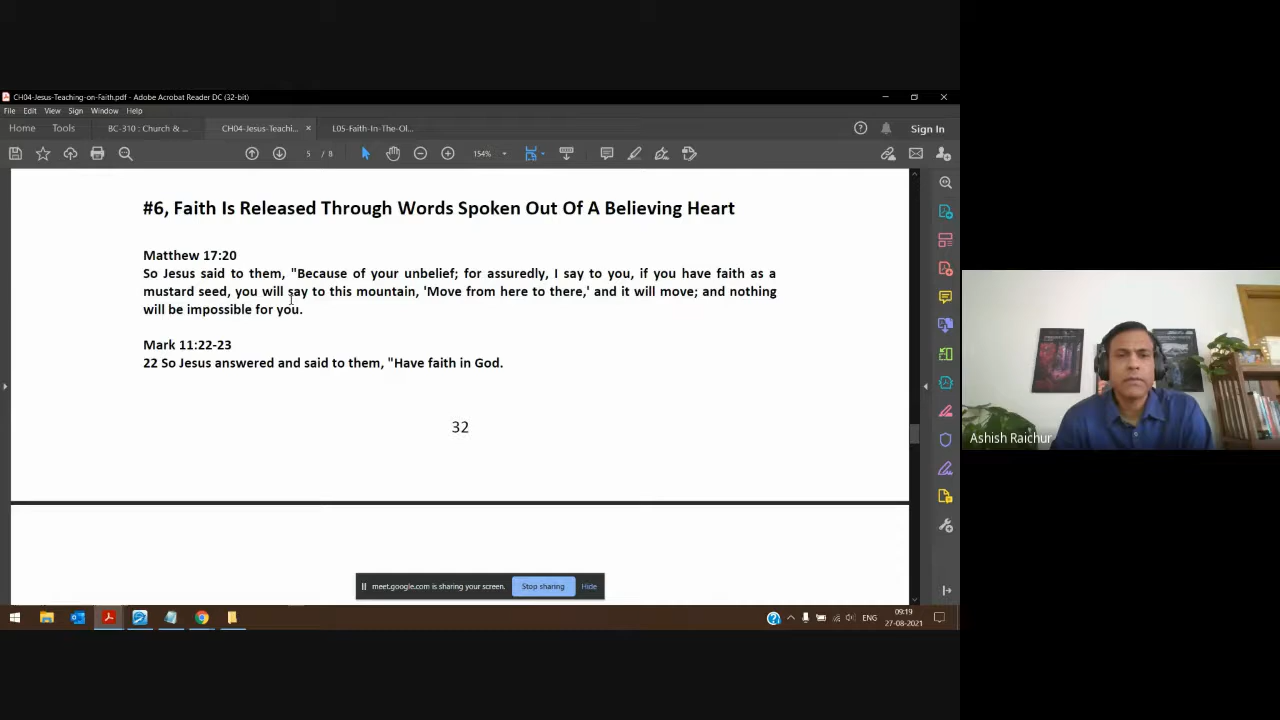 CH04-Jesus-Teaching-on-Faith.pdf - Adobe Acrobat Reader DC (32-bit)
File Edit View Sign Window Help
Home Tools BC-310 : Church & ... CH04-Jesus-Teachi... × L05-Faith-In-The-Ol... Sign In
5 / 8 154%
#6, Faith Is Released Through Words Spoken Out Of A Believing Heart
Matthew 17:20
So Jesus said to them, "Because of your unbelief; for assuredly, I say to you, if you have faith as a
mustard seed, you will say to this mountain, 'Move from here to there,' and it will move; and nothing
will be impossible for you.
Mark 11:22-23
22 So Jesus answered and said to them, "Have faith in God.
32
Ashish Raichur
meet.google.com is sharing your screen. Stop sharing Hide
ENG 09:19
27-08-2021